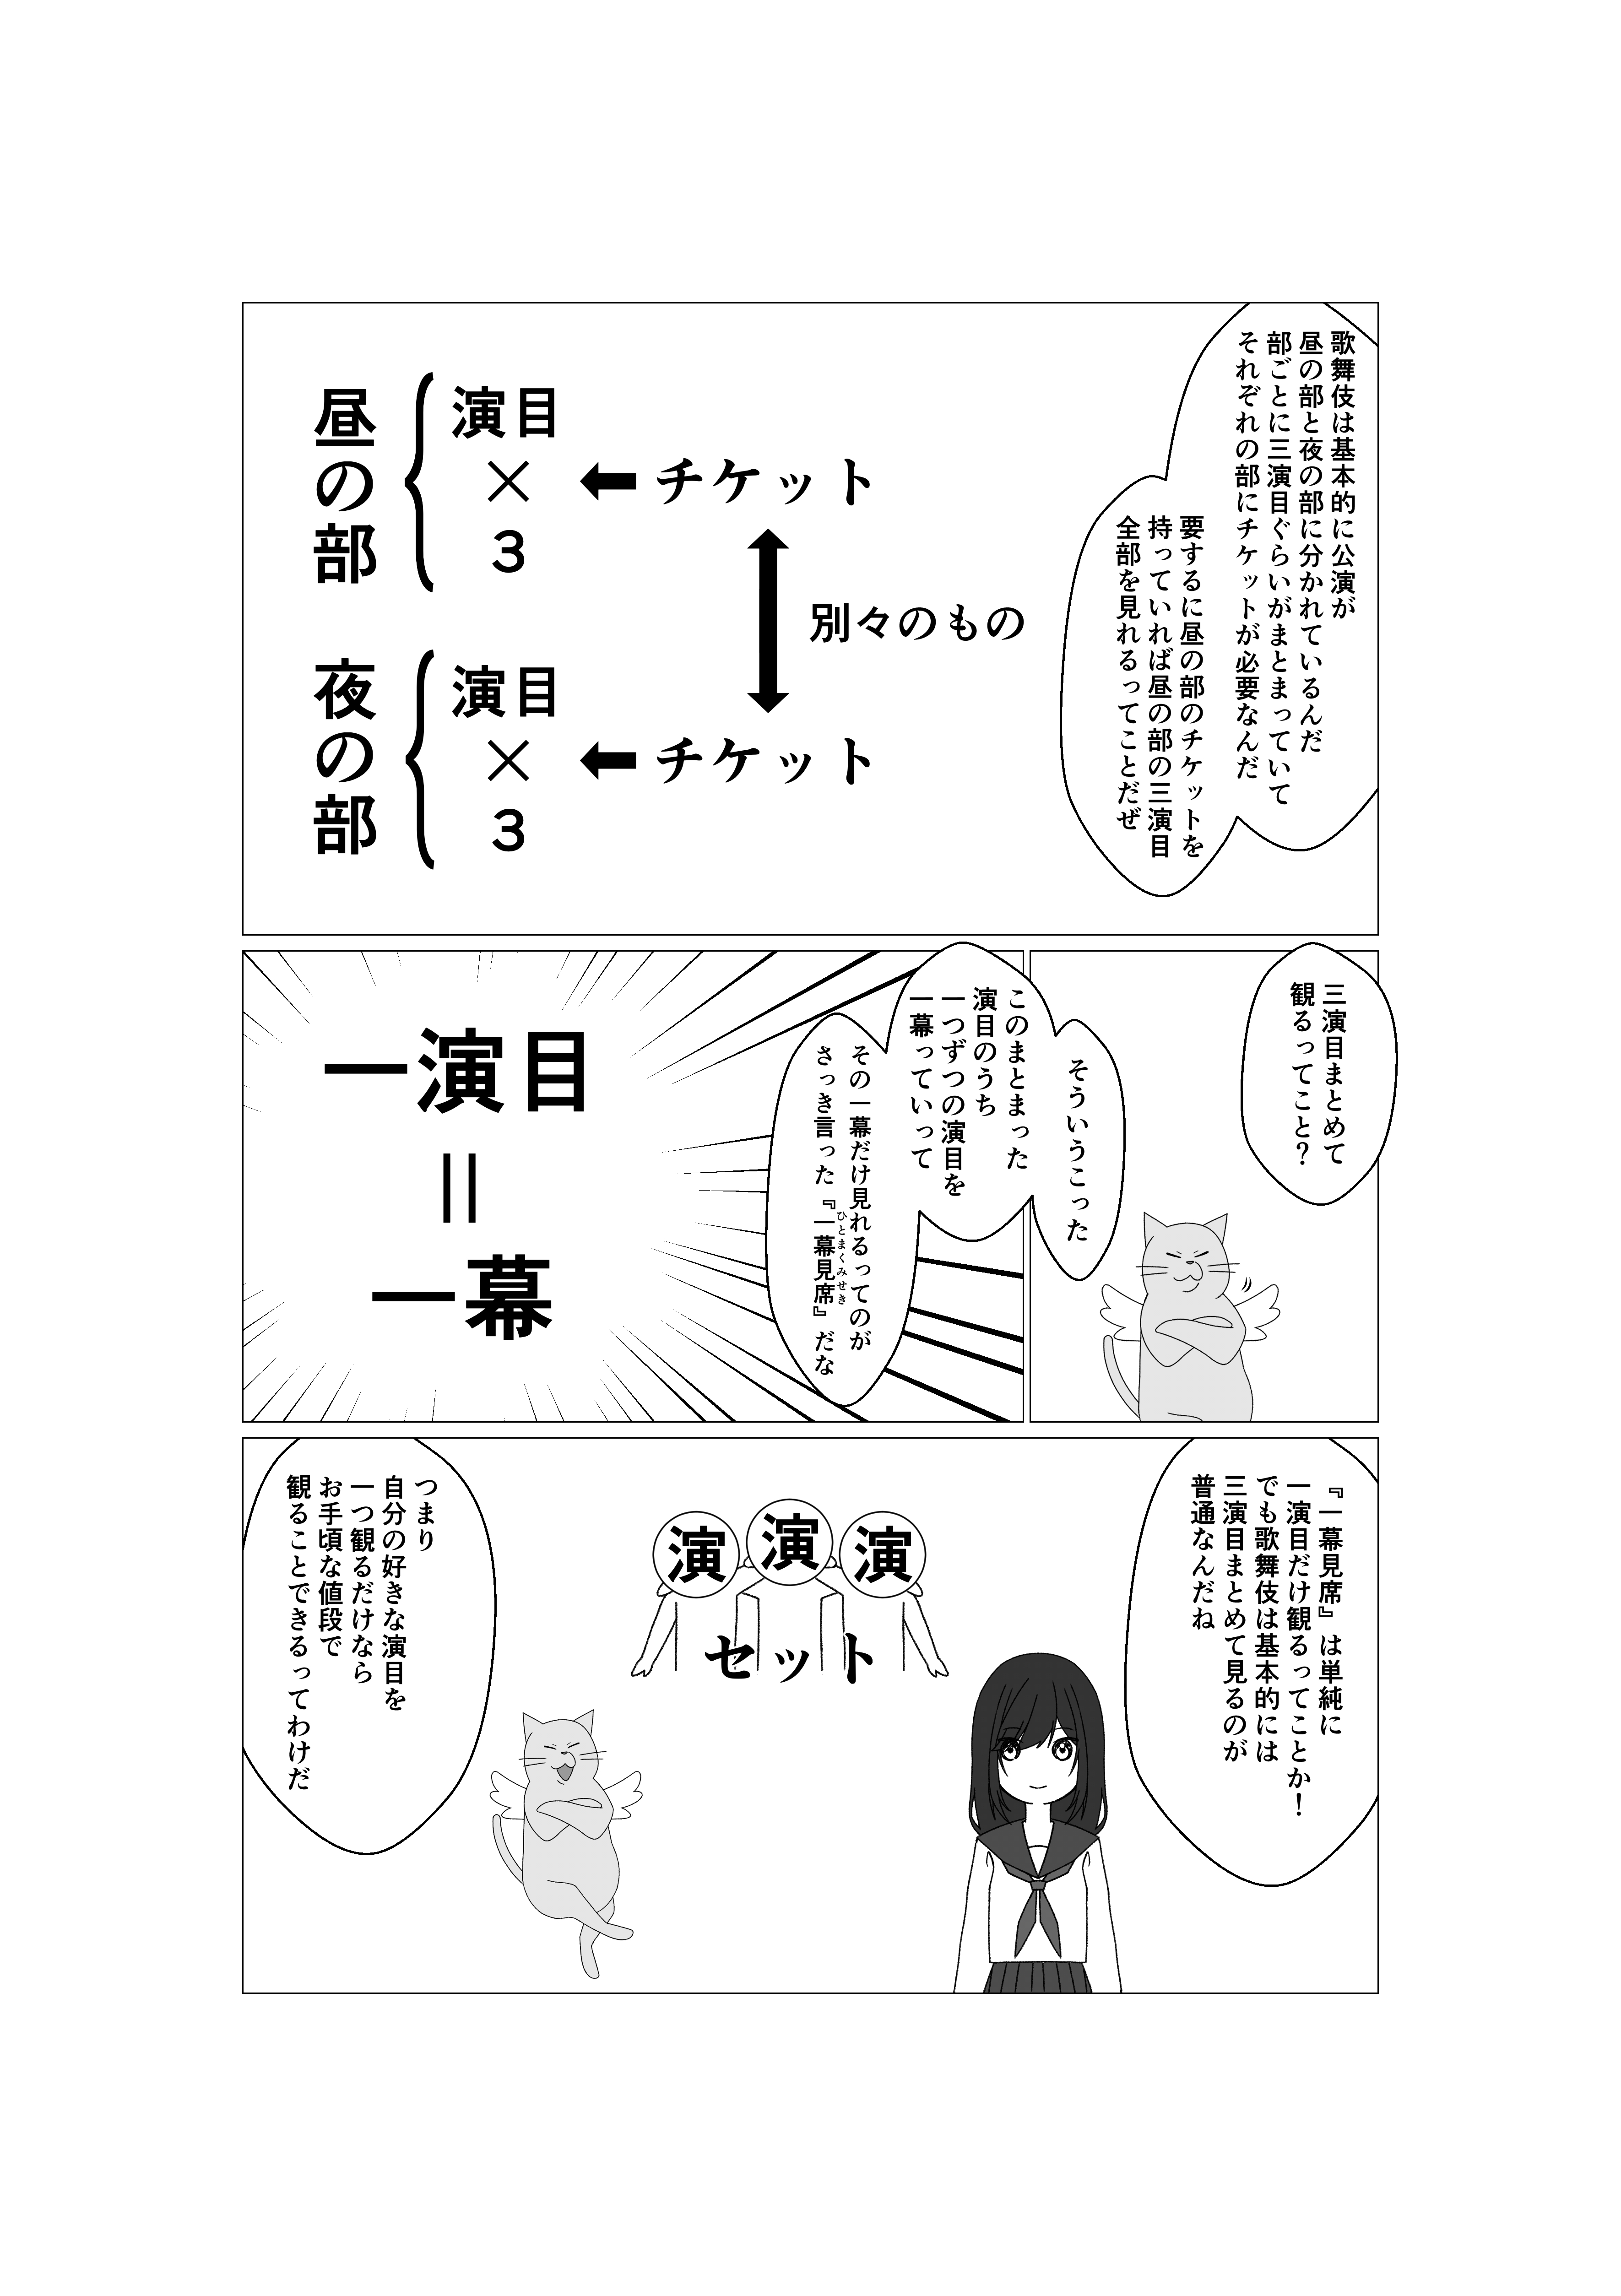 歌舞伎は基本的に公演が
昼の部と夜の部に分かれているんだ
部ごとに三演目ぐらいがまとまっていて
それぞれの部にチケットが必要なんだ
要するに昼の部のチケットを
持っていれば昼の部の三演目
全部を見れるってことだぜ
昼の部
演目
×
3
チケット
別々のもの
夜の部
演目
×
3
チケット
三演目まとめて
観るってこと?
そういうこった
このまとまった
演目のうち
一つずつの演目を
一幕っていって
その一幕だけ見れるってのが
さっき言った『一幕見席』だな
ひとまくみせき
一演目
=
一幕
『一幕見席』は単純に
一演目だけ観るってことか!
でも歌舞伎は基本的には
三演目まとめて見るのが
普通なんだね
演 演 演
セット
つまり
自分の好きな演目を
一つ観るだけなら
お手頃な値段で
観ることできるってわけだ